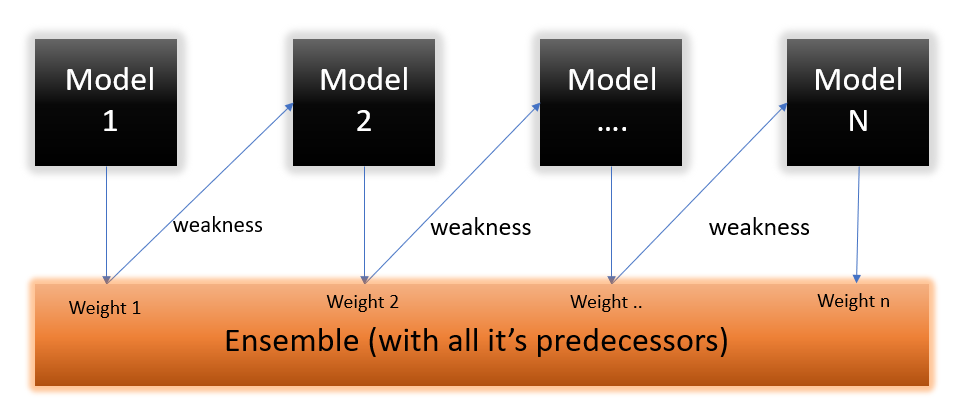 Model
1
Model
2
Model
....
Model
N
weakness
weakness
weakness
Weight 1
Weight 2
Weight ..
Weight n
Ensemble (with all it's predecessors)